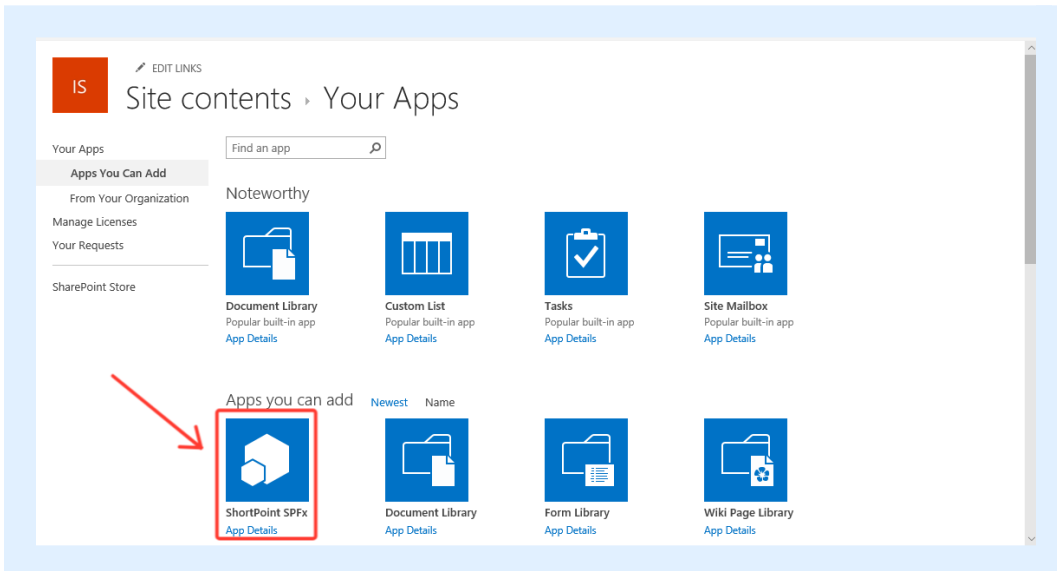 IS
EDIT LINKS
Site contents › Your Apps
Your Apps
Apps You Can Add
From Your Organization
Manage Licenses
Your Requests
SharePoint Store
Find an app
Noteworthy
Document Library Custom List Tasks Site Mailbox
Popular built-in app Popular built-in app Popular built-in app Popular built-in app
App Details App Details App Details App Details
Apps you can add Newest Name
ShortPoint SPFx Document Library Form Library Wiki Page Library
App Details App Details App Details App Details